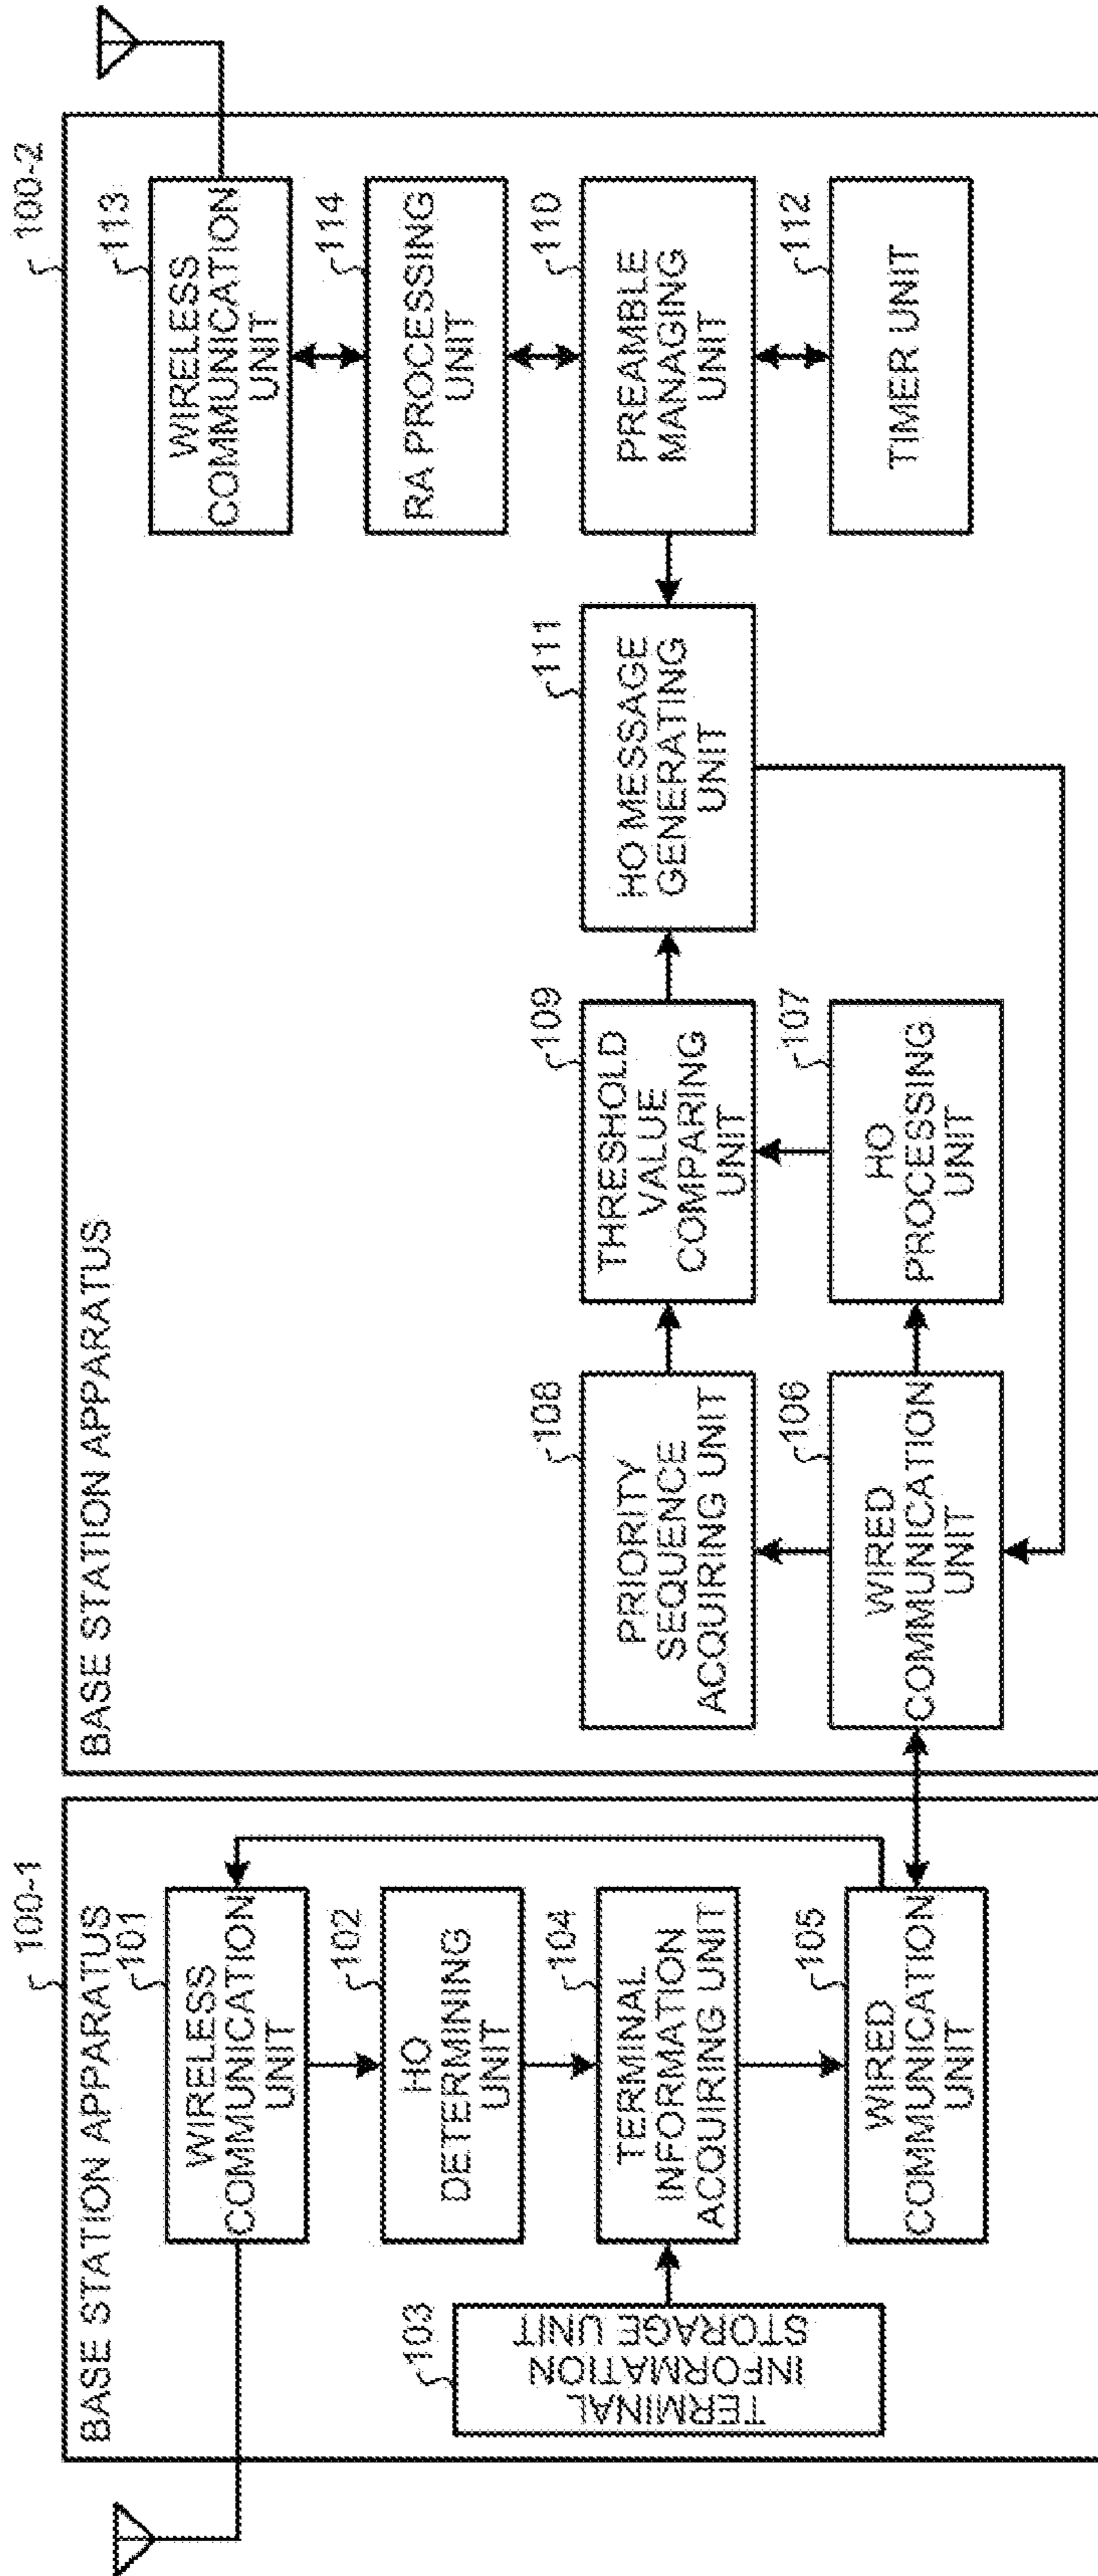 100-1
BASE STATION APPARATUS
101
WIRELESS
COMMUNICATION
UNIT
102
HO
DETERMINING
UNIT
103
TERMINAL
INFORMATION
STORAGE UNIT
104
TERMINAL
INFORMATION
ACQUIRING UNIT
105
WIRED
COMMUNICATION
UNIT
100-2
BASE STATION APPARATUS
108
PRIORITY
SEQUENCE
ACQUIRING UNIT
106
WIRED
COMMUNICATION
UNIT
109
THRESHOLD
VALUE
COMPARING
UNIT
107
HO
PROCESSING
UNIT
111
HO MESSAGE
GENERATING
UNIT
113
WIRELESS
COMMUNICATION
UNIT
114
RA PROCESSING
UNIT
110
PREAMBLE
MANAGING
UNIT
112
TIMER UNIT